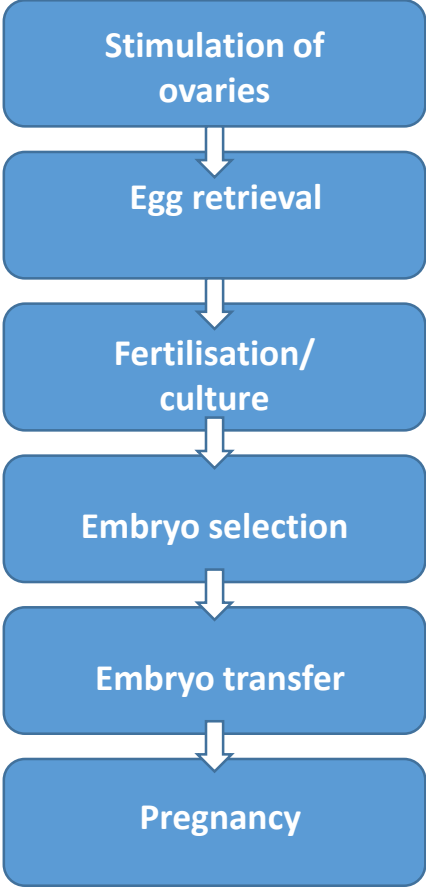 Stimulation of
ovaries
Egg retrieval
Fertilisation/
culture
Embryo selection
Embryo transfer
Pregnancy